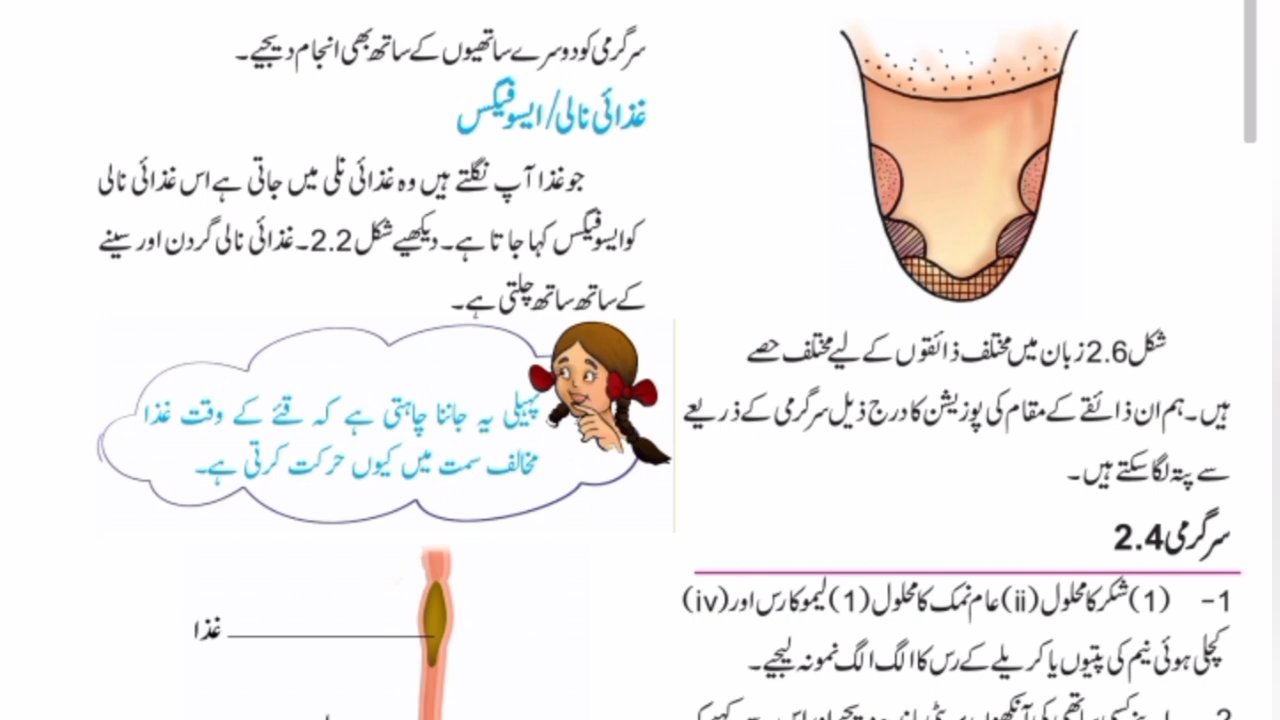 شکل 2.6 زبان میں مختلف ذائقوں کے لیے مختلف حصے
ہیں۔ ہم ان ذائقے کے مقام کی پوزیشن کا درج ذیل سرگرمی کے ذریعے
سے پتہ لگا سکتے ہیں۔
سرگرمی 2.4
1- (1) شکر کا محلول (ii) عام نمک کا محلول (1) لیمو کا رس اور (iv)
کچلی ہوئی نیم کی پتیوں یا کریلے کے رس کا الگ الگ نمونہ لیجیے۔
سرگرمی کو دوسرے ساتھیوں کے ساتھ بھی انجام دیجیے۔
غذائی نالی/ ایسوفیگس
جو غذا آپ نگلتے ہیں وہ غذائی نلی میں جاتی ہے اس غذائی نالی
کو ایسوفیگس کہا جاتا ہے۔ دیکھیے شکل 2.2۔ غذائی نالی گردن اور سینے
کے ساتھ ساتھ چلتی ہے۔
پہیلی یہ جاننا چاہتی ہے کہ قئے کے وقت غذا
مخالف سمت میں کیوں حرکت کرتی ہے۔
غذا